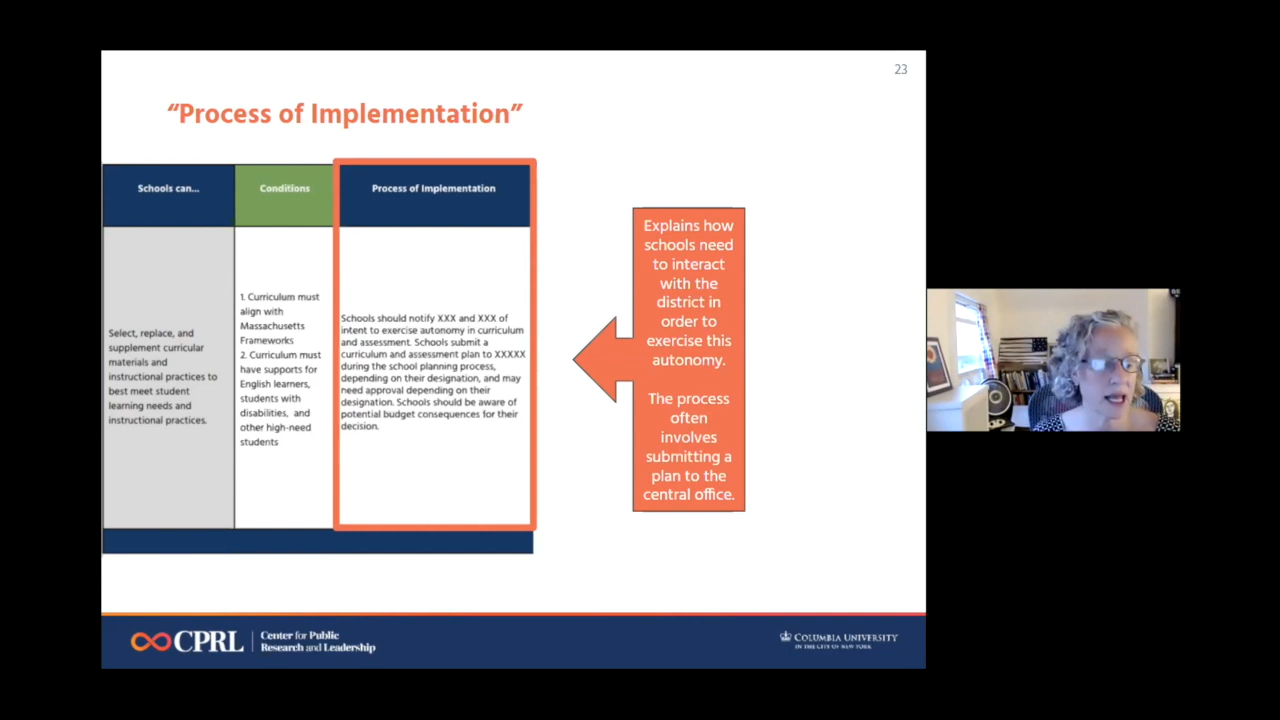 23
“Process of Implementation”
Schools can...
Conditions
Process of Implementation
Select, replace, and
supplement curricular
materials and
instructional practices to
best meet student
learning needs and
instructional practices.
1. Curriculum must
align with
Massachusetts
Frameworks
2. Curriculum must
have supports for
English learners,
students with
disabilities, and
other high-need
students
Schools should notify XXX and XXX of
intent to exercise autonomy in curriculum
and assessment. Schools submit a
curriculum and assessment plan to XXXXX
during the school planning process,
depending on their designation, and may
need approval depending on their
designation. Schools should be aware of
potential budget consequences for their
decision.
Explains how
schools need
to interact
with the
district in
order to
exercise this
autonomy.
The process
often
involves
submitting a
plan to the
central office.
CPRL
Center for Public
Research and Leadership
COLUMBIA UNIVERSITY
IN THE CITY OF NEW YORK